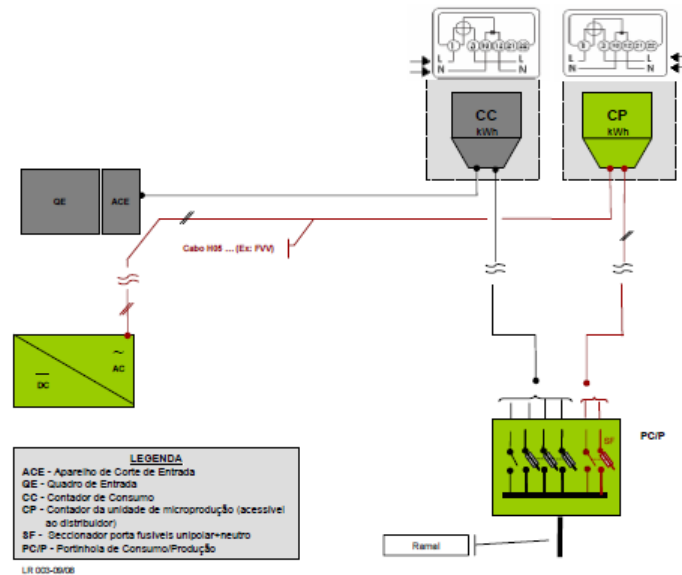 L
N
L
N
L
N
L
N
CC
kWh
CP
kWh
QE
ACE
Cabo H05 ... (Ex: FVV)
~
AC
DC
SF
PC/P
LEGENDA
ACE - Aparelho de Corte de Entrada
QE - Quadro de Entrada
CC - Contador de Consumo
CP - Contador da unidade de microprodução (acessível
ao distribuidor)
SF - Seccionador porta fusíveis unipolar+neutro
PC/P - Portinhola de Consumo/Produção
Ramal
LR 003-09/08